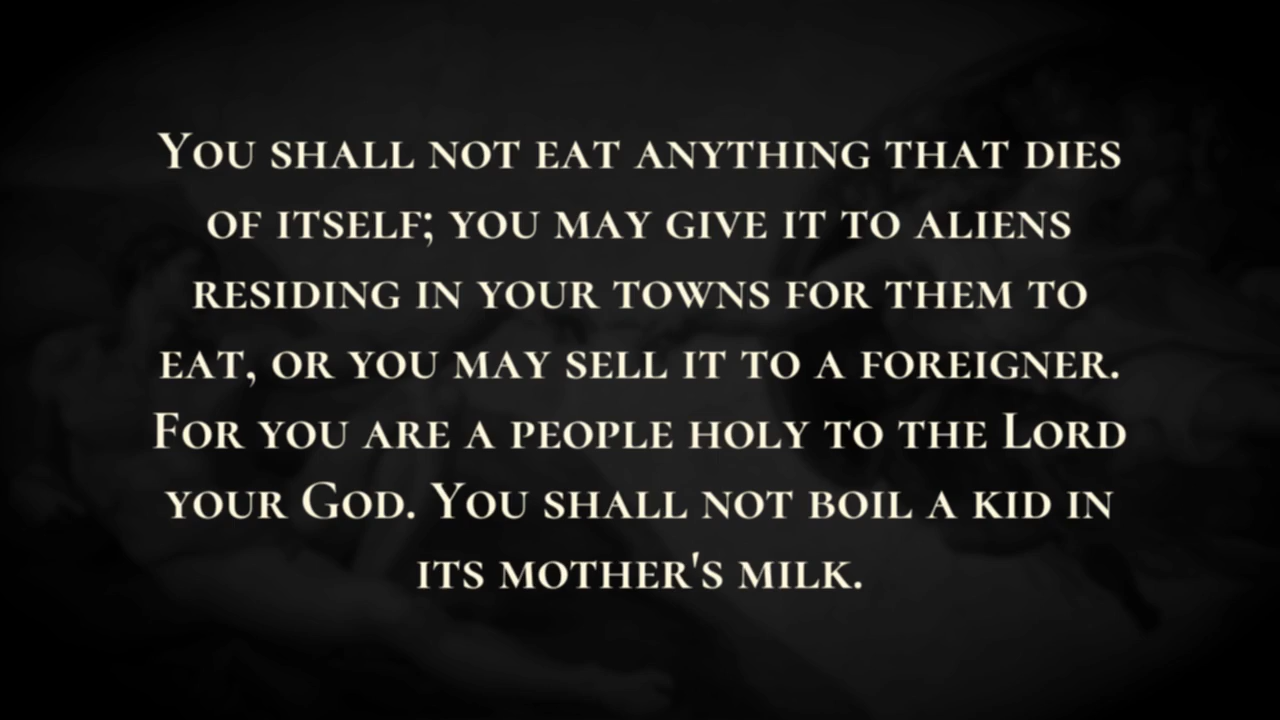 You shall not eat anything that dies
of itself; you may give it to aliens
residing in your towns for them to
eat, or you may sell it to a foreigner.
For you are a people holy to the Lord
your God. You shall not boil a kid in
its mother's milk.